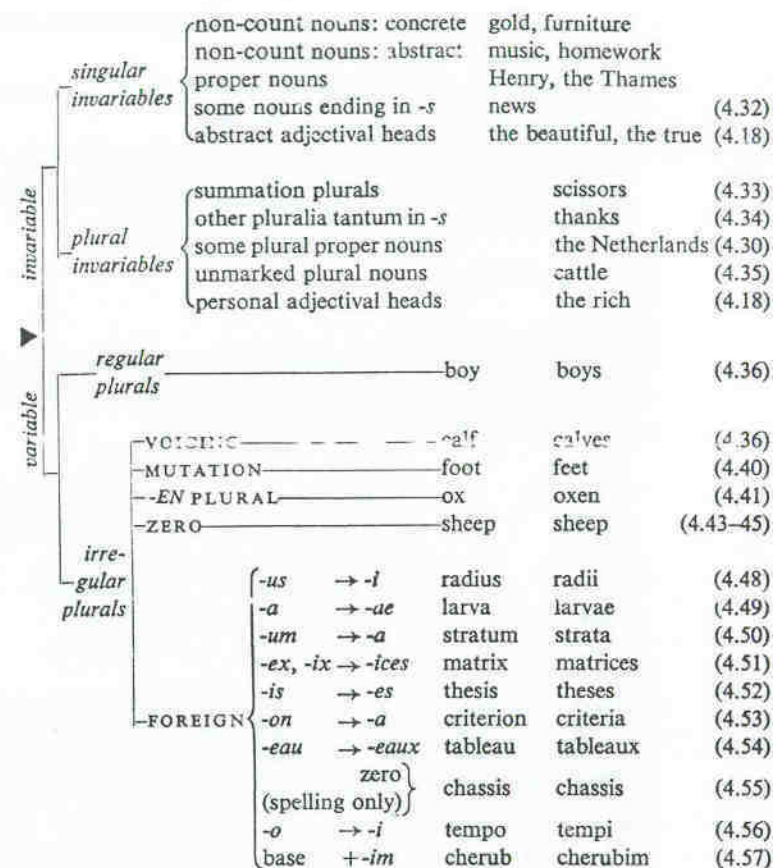 non-count nouns: concrete gold, furniture
non-count nouns: abstract music, homework
singular invariables
proper nouns Henry, the Thames
some nouns ending in -s news (4.32)
abstract adjectival heads the beautiful, the true (4.18)
invariable
summation plurals scissors (4.33)
other pluralia tantum in -s thanks (4.34)
plural invariables
some plural proper nouns the Netherlands (4.30)
unmarked plural nouns cattle (4.35)
personal adjectival heads the rich (4.18)
variable
regular plurals
boy boys (4.36)
VOICING calf calves (4.36)
MUTATION foot feet (4.40)
-EN PLURAL ox oxen (4.41)
ZERO sheep sheep (4.43–45)
irre-
gular
plurals
-us → -i radius radii (4.48)
-a → -ae larva larvae (4.49)
-um → -a stratum strata (4.50)
-ex, -ix → -ices matrix matrices (4.51)
-is → -es thesis theses (4.52)
FOREIGN
-on → -a criterion criteria (4.53)
-eau → -eaux tableau tableaux (4.54)
zero
(spelling only) chassis chassis (4.55)
-o → -i tempo tempi (4.56)
base + -im cherub cherubim (4.57)